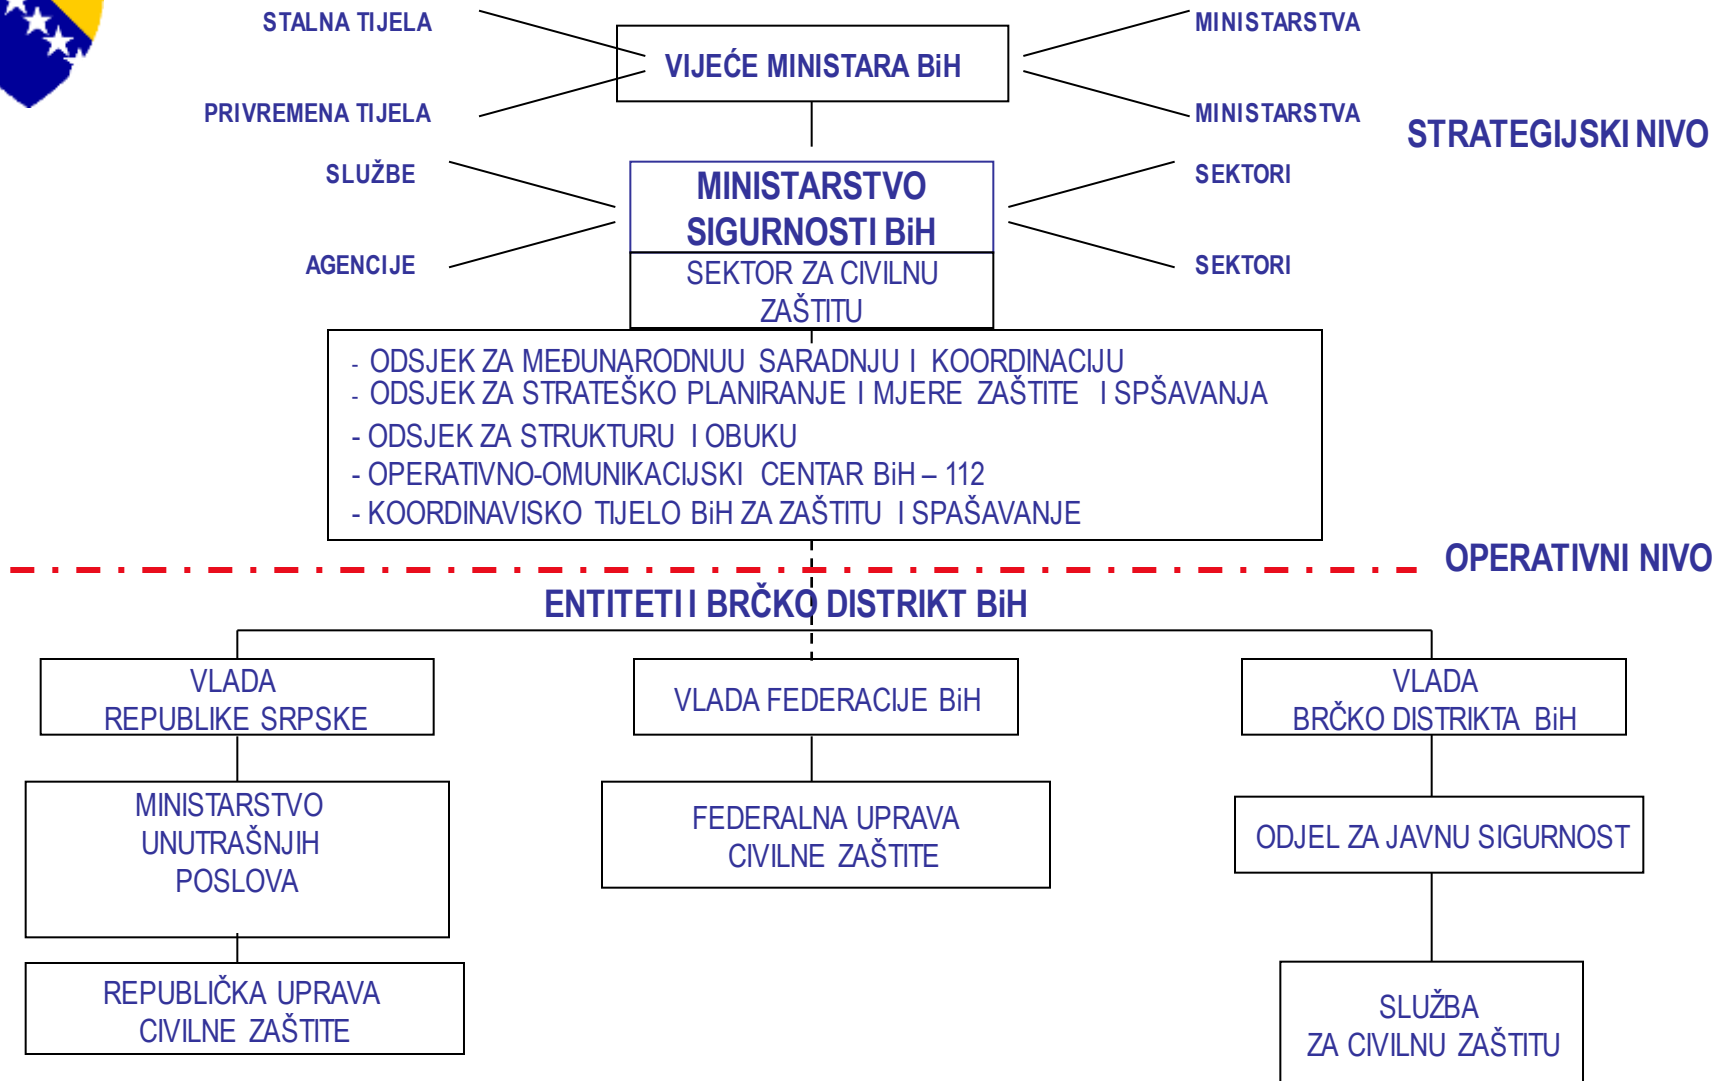 STALNA TIJELA
MINISTARSTVA
VIJEĆE MINISTARA BiH
PRIVREMENA TIJELA
MINISTARSTVA
STRATEGIJSKI NIVO
SLUŽBE
MINISTARSTVO
SIGURNOSTI BiH
SEKTORI
AGENCIJE
SEKTORI
SEKTOR ZA CIVILNU
ZAŠTITU
- ODSJEK ZA MEĐUNARODNUU SARADNJU I KOORDINACIJU
- ODSJEK ZA STRATEŠKO PLANIRANJE I MJERE ZAŠTITE I SPŠAVANJA
- ODSJEK ZA STRUKTURU I OBUKU
- OPERATIVNO-OMUNIKACIJSKI CENTAR BiH – 112
- KOORDINAVISKO TIJELO BiH ZA ZAŠTITU I SPAŠAVANJE
OPERATIVNI NIVO
ENTITETI I BRČKO DISTRIKT BiH
VLADA
REPUBLIKE SRPSKE
VLADA FEDERACIJE BiH
VLADA
BRČKO DISTRIKTA BiH
MINISTARSTVO
UNUTRAŠNJIH
POSLOVA
FEDERALNA UPRAVA
CIVILNE ZAŠTITE
ODJEL ZA JAVNU SIGURNOST
REPUBLIČKA UPRAVA
CIVILNE ZAŠTITE
SLUŽBA
ZA CIVILNU ZAŠTITU